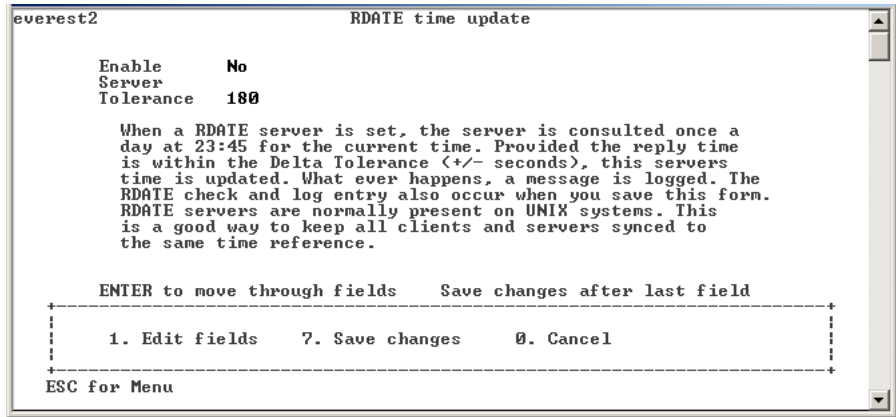 everest2 RDATE time update
Enable No
Server
Tolerance 180
When a RDATE server is set, the server is consulted once a
day at 23:45 for the current time. Provided the reply time
is within the Delta Tolerance (+/- seconds), this servers
time is updated. What ever happens, a message is logged. The
RDATE check and log entry also occur when you save this form.
RDATE servers are normally present on UNIX systems. This
is a good way to keep all clients and servers synced to
the same time reference.
ENTER to move through fields Save changes after last field
1. Edit fields 7. Save changes 0. Cancel
ESC for Menu